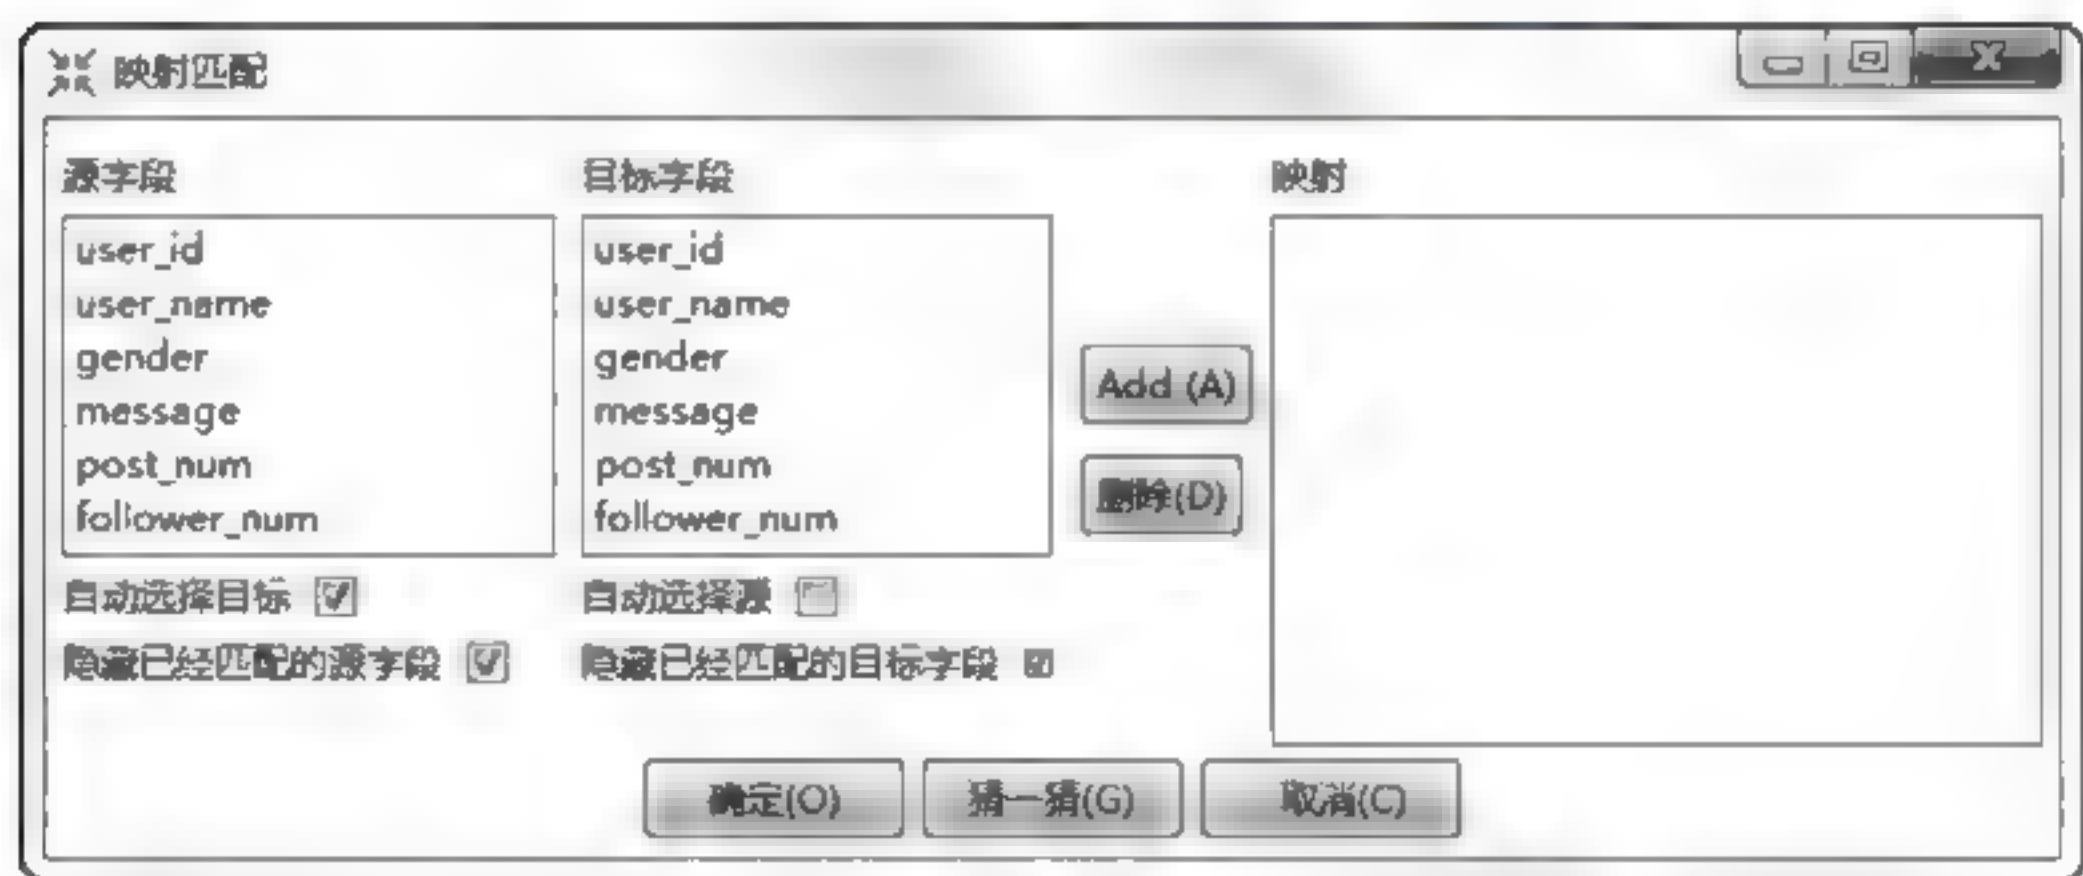 映射匹配
源字段
目标字段
映射
user_id
user_name
gender
message
post_num
follower_num
user_id
user_name
gender
message
post_num
follower_num
Add (A)
删除(D)
自动选择目标
自动选择源
隐藏已经匹配的源字段
隐藏已经匹配的目标字段
确定(O)
猜一猜(G)
取消(C)